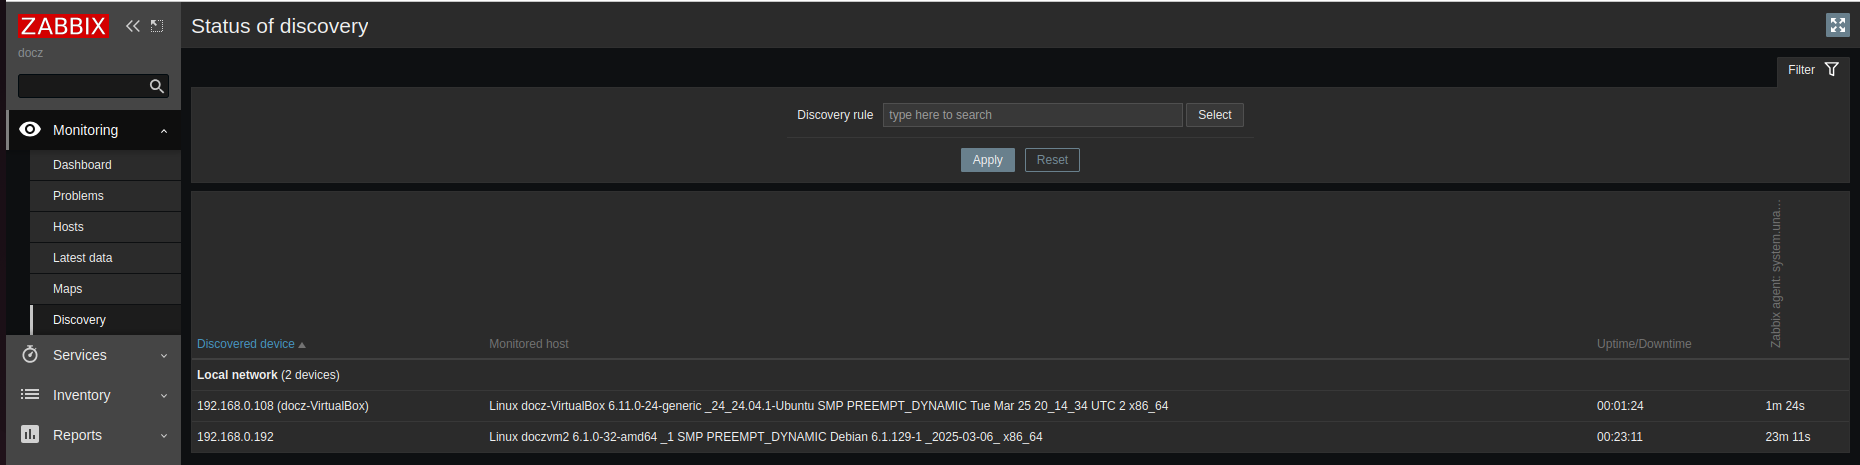 ZABBIX
docz
Status of discovery
Filter
Monitoring
Dashboard
Problems
Hosts
Latest data
Maps
Discovery
Services
Inventory
Reports
Discovery rule type here to search Select
Apply Reset
Discovered device Monitored host Uptime/Downtime Zabbix agent: system.una...
Local network (2 devices)
192.168.0.108 (docz-VirtualBox) Linux docz-VirtualBox 6.11.0-24-generic _24_24.04.1-Ubuntu SMP PREEMPT_DYNAMIC Tue Mar 25 20_14_34 UTC 2 x86_64 00:01:24 1m 24s
192.168.0.192 Linux doczvm2 6.1.0-32-amd64 _1 SMP PREEMPT_DYNAMIC Debian 6.1.129-1 _2025-03-06_ x86_64 00:23:11 23m 11s